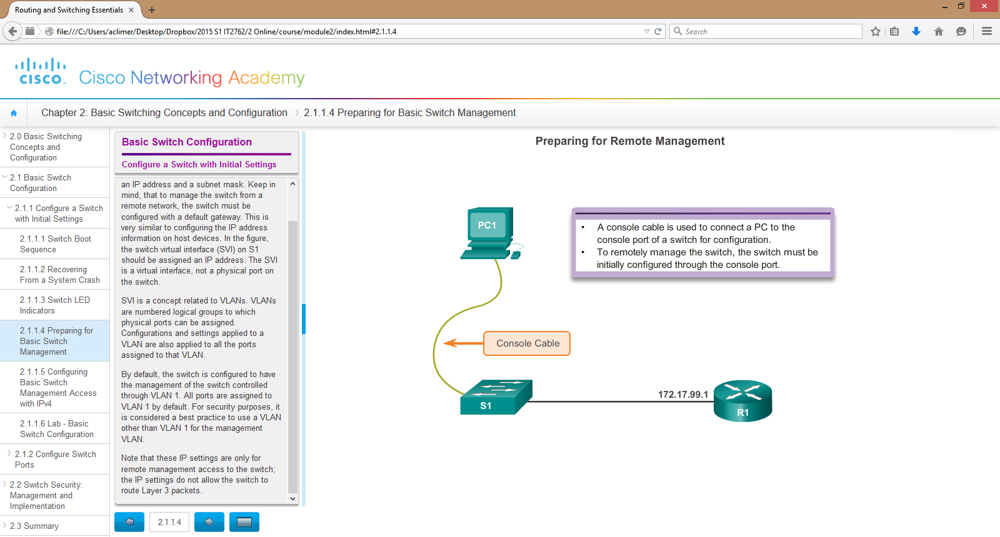 Routing and Switching Essentials
file:///C:/Users/aclimer/Desktop/Dropbox/2015 S1 IT2762/2 Online/course/module2/index.html#2.1.1.4
Search
CISCO.
Cisco Networking Academy
Chapter 2: Basic Switching Concepts and Configuration
2.1.1.4 Preparing for Basic Switch Management
2.0 Basic Switching
Concepts and
Configuration
2.1 Basic Switch
Configuration
2.1.1 Configure a Switch
with Initial Settings
2.1.1.1 Switch Boot
Sequence
2.1.1.2 Recovering
From a System Crash
2.1.1.3 Switch LED
Indicators
2.1.1.4 Preparing for
Basic Switch
Management
2.1.1.5 Configuring
Basic Switch
Management Access
with IPv4
2.1.1.6 Lab - Basic
Switch Configuration
2.1.2 Configure Switch
Ports
2.2 Switch Security:
Management and
Implementation
2.3 Summary
Basic Switch Configuration
Configure a Switch with Initial Settings
an IP address and a subnet mask. Keep in
mind, that to manage the switch from a
remote network, the switch must be
configured with a default gateway. This is
very similar to configuring the IP address
information on host devices. In the figure,
the switch virtual interface (SVI) on S1
should be assigned an IP address. The SVI
is a virtual interface, not a physical port on
the switch.
SVI is a concept related to VLANs. VLANs
are numbered logical groups to which
physical ports can be assigned.
Configurations and settings applied to a
VLAN are also applied to all the ports
assigned to that VLAN.
By default, the switch is configured to have
the management of the switch controlled
through VLAN 1. All ports are assigned to
VLAN 1 by default. For security purposes, it
is considered a best practice to use a VLAN
other than VLAN 1 for the management
VLAN.
Note that these IP settings are only for
remote management access to the switch;
the IP settings do not allow the switch to
route Layer 3 packets.
2.1.1.4
Preparing for Remote Management
PC1
• A console cable is used to connect a PC to the
console port of a switch for configuration.
• To remotely manage the switch, the switch must be
initially configured through the console port.
Console Cable
S1
172.17.99.1
R1